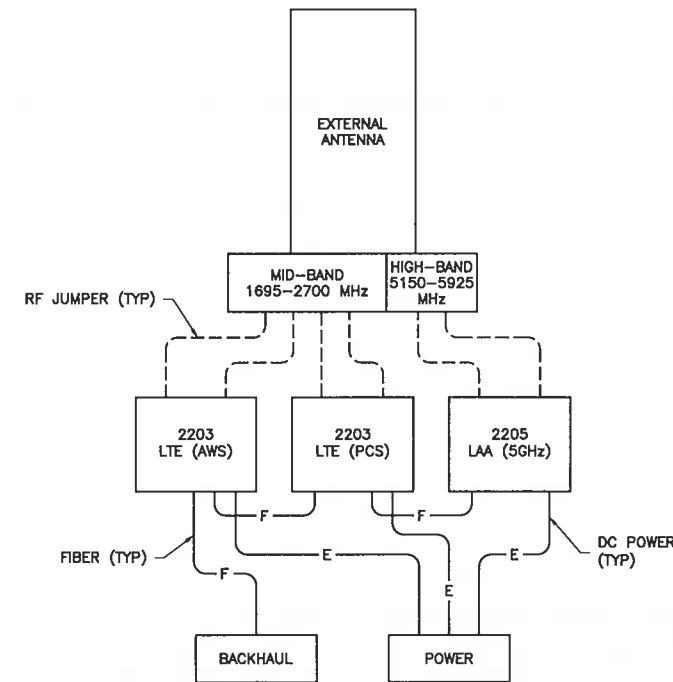 EXTERNAL
ANTENNA
MID-BAND
1695-2700 MHz
HIGH-BAND
5150-5925
MHz
RF JUMPER (TYP)
2203
LTE (AWS)
2203
LTE (PCS)
2205
LAA (5GHz)
F
F
FIBER (TYP)
E
E
DC POWER
(TYP)
F
E
BACKHAUL
POWER